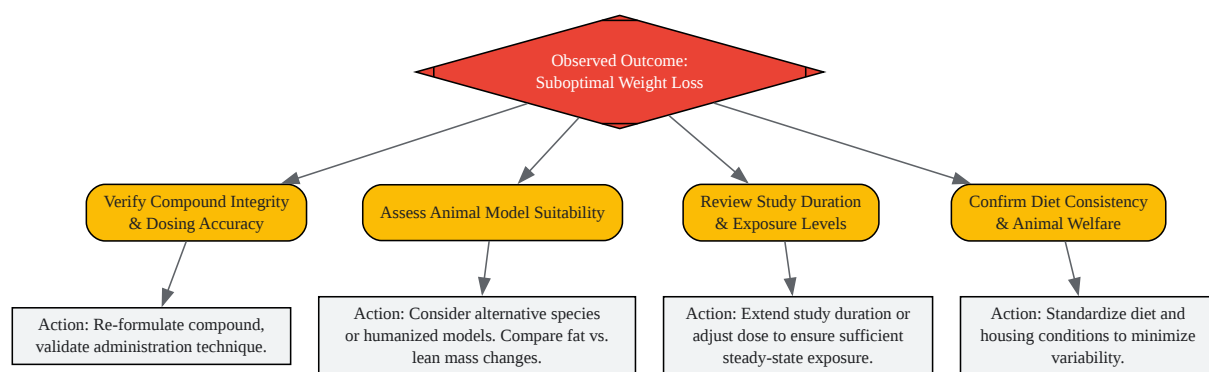 Observed Outcome:
Suboptimal Weight Loss
Verify Compound Integrity
& Dosing Accuracy
Assess Animal Model Suitability
Review Study Duration
& Exposure Levels
Confirm Diet Consistency
& Animal Welfare
Action: Re-formulate compound,
validate administration technique.
Action: Consider alternative species
or humanized models. Compare fat vs.
lean mass changes.
Action: Extend study duration or
adjust dose to ensure sufficient
steady-state exposure.
Action: Standardize diet and
housing conditions to minimize
variability.